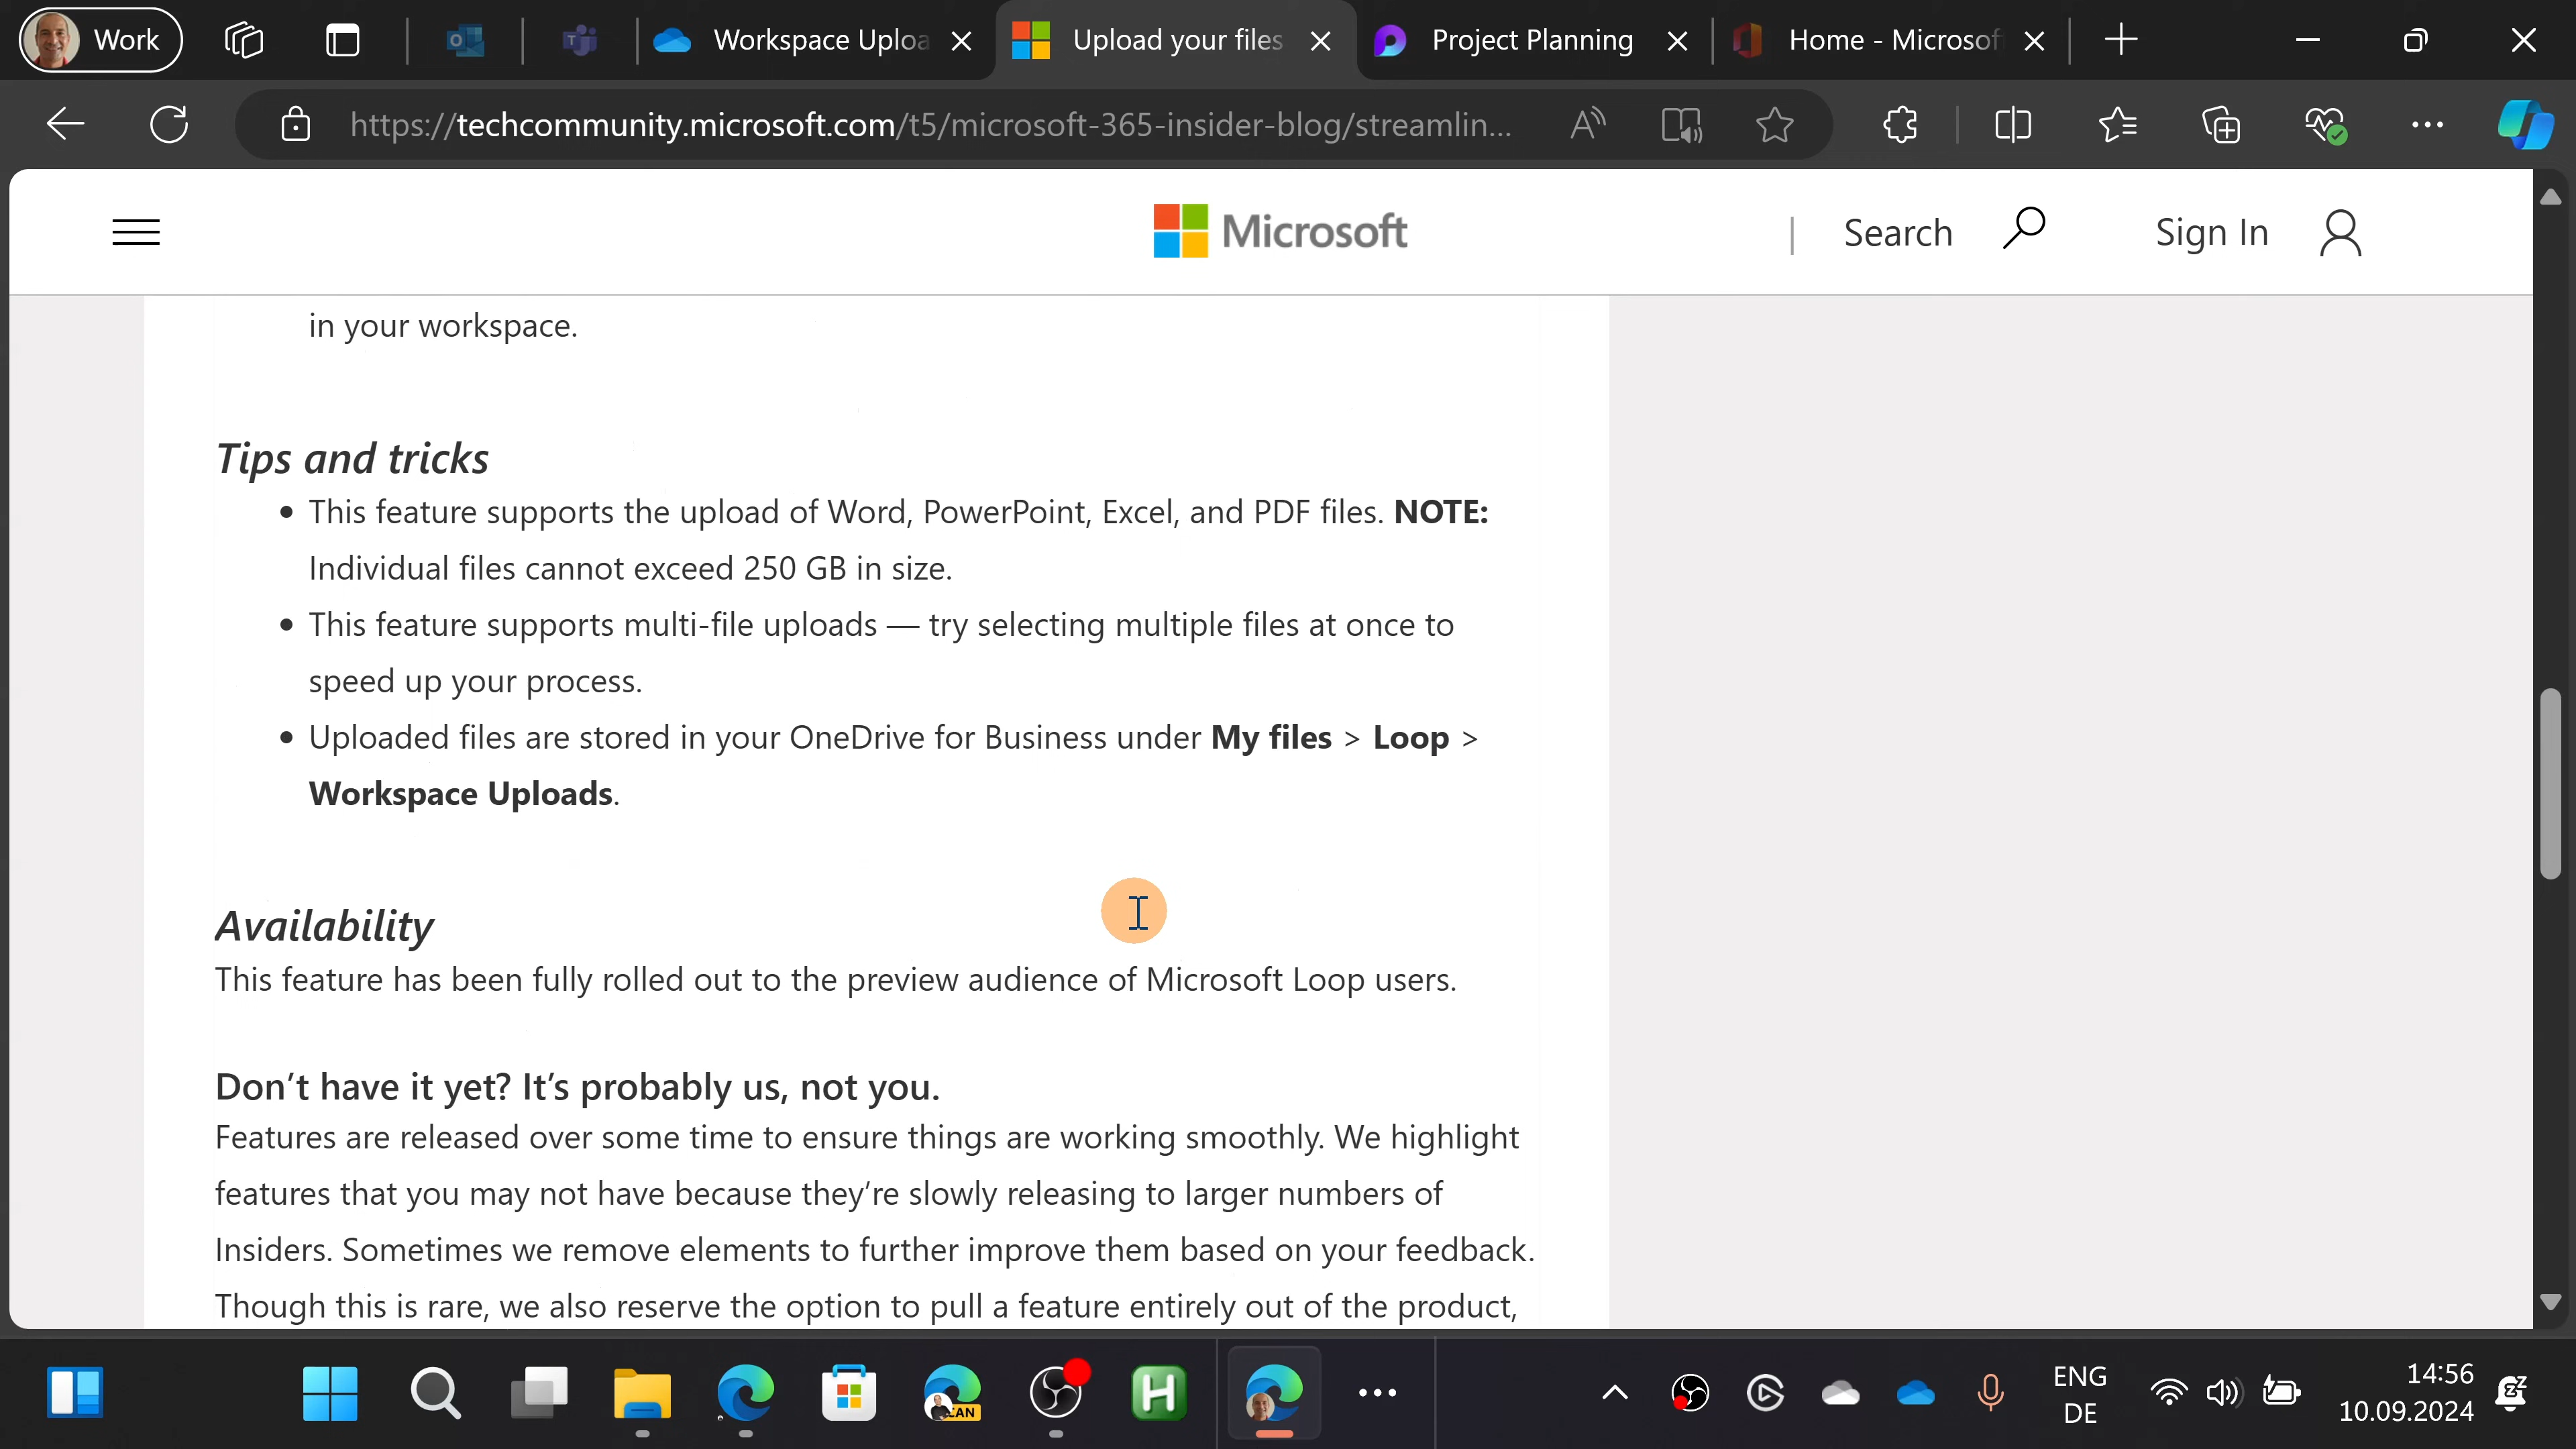 Work
Workspace Uploa
Upload your files
Project Planning
Home - Microsof
https://techcommunity.microsoft.com/t5/microsoft-365-insider-blog/streamlin...
Microsoft
| Search
Sign In
in your workspace.
Tips and tricks
• This feature supports the upload of Word, PowerPoint, Excel, and PDF files. NOTE:
Individual files cannot exceed 250 GB in size.
• This feature supports multi-file uploads — try selecting multiple files at once to
speed up your process.
• Uploaded files are stored in your OneDrive for Business under My files > Loop >
Workspace Uploads.
Availability
This feature has been fully rolled out to the preview audience of Microsoft Loop users.
Don’t have it yet? It’s probably us, not you.
Features are released over some time to ensure things are working smoothly. We highlight
features that you may not have because they’re slowly releasing to larger numbers of
Insiders. Sometimes we remove elements to further improve them based on your feedback.
Though this is rare, we also reserve the option to pull a feature entirely out of the product,
CAN
ENG
DE
14:56
10.09.2024